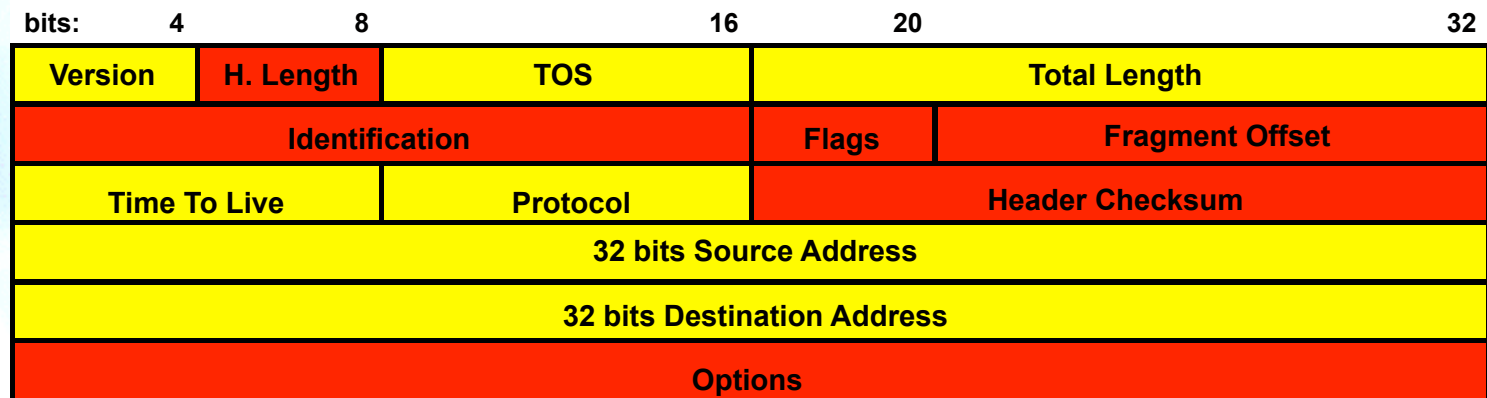 bits: 4 8 16 20 32
Version H. Length TOS Total Length
Identification Flags Fragment Offset
Time To Live Protocol Header Checksum
32 bits Source Address
32 bits Destination Address
Options